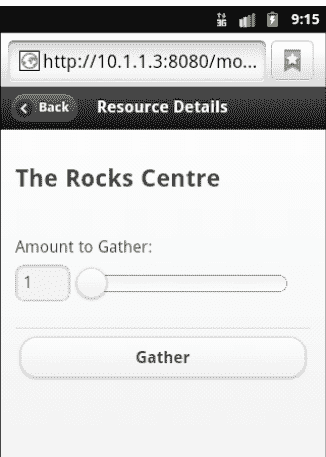 9:15
http://10.1.1.3:8080/mo...
Back Resource Details
The Rocks Centre
Amount to Gather:
1
Gather